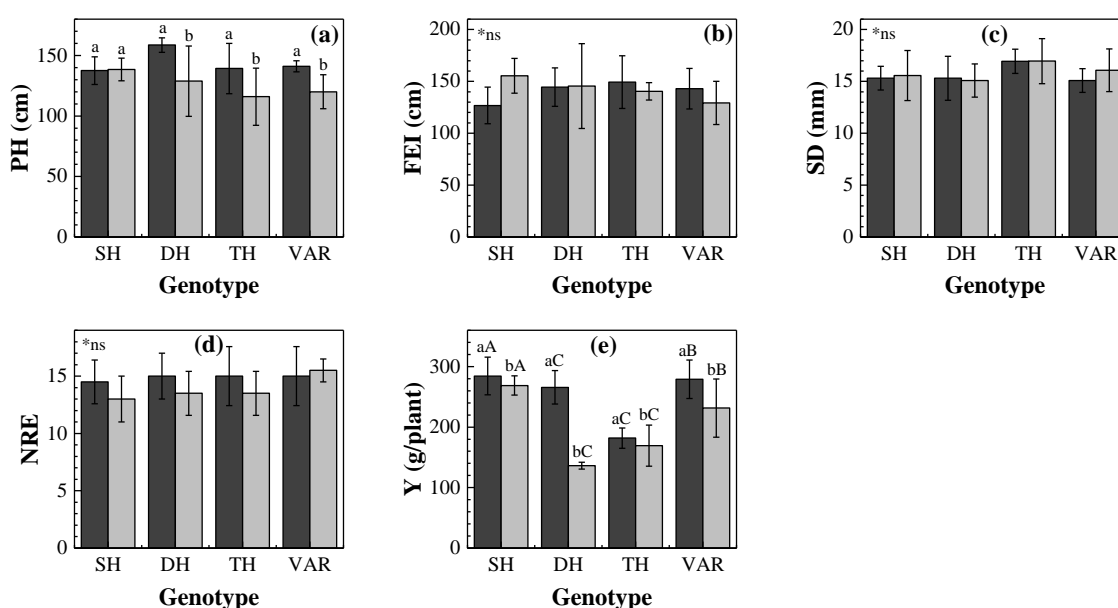 (a)
a a a b a b a b
PH (cm)
150
100
50
0
SH DH TH VAR
Genotype
(b)
*ns
FEI (cm)
200
150
100
50
0
SH DH TH VAR
Genotype
(c)
*ns
SD (mm)
20
15
10
5
0
SH DH TH VAR
Genotype
(d)
*ns
NRE
15
10
5
0
SH DH TH VAR
Genotype
(e)
aA bA aC bC aC bC aB bB
Y (g/plant)
300
200
100
0
SH DH TH VAR
Genotype